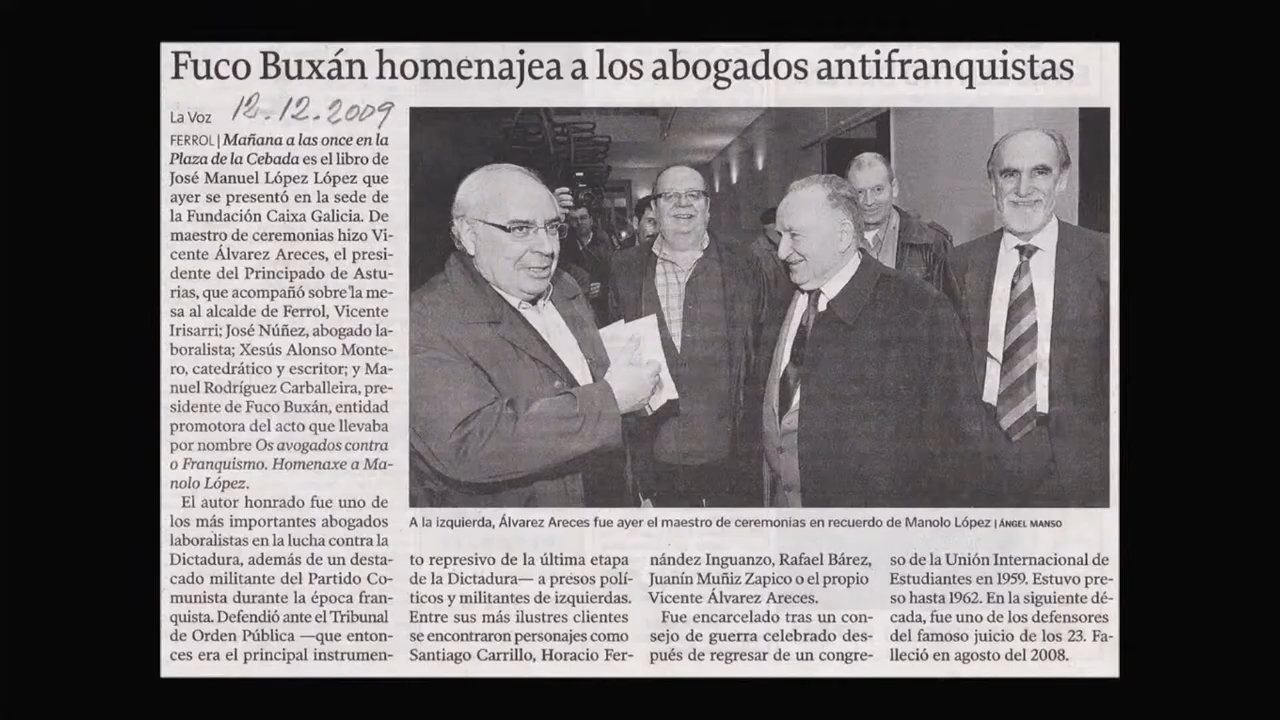 Fuco Buxán homenajea a los abogados antifranquistas
La Voz
12.12.2009
FERROL | Mañana a las once en la
Plaza de la Cebada es el libro de
José Manuel López López que
ayer se presentó en la sede de
la Fundación Caixa Galicia. De
maestro de ceremonias hizo Vi-
cente Álvarez Areces, el presi-
dente del Principado de Astu-
rias, que acompañó sobre la me-
sa al alcalde de Ferrol, Vicente
Irisarri; José Núñez, abogado la-
boralista; Xesús Alonso Monte-
ro, catedrático y escritor; y Ma-
nuel Rodríguez Carballeira, pre-
sidente de Fuco Buxán, entidad
promotora del acto que llevaba
por nombre Os avogados contra
o Franquismo. Homenaxe a Ma-
nolo López.
El autor honrado fue uno de
los más importantes abogados
laboralistas en la lucha contra la
Dictadura, además de un desta-
cado militante del Partido Co-
munista durante la época fran-
quista. Defendió ante el Tribunal
de Orden Pública —que enton-
ces era el principal instrumen-
A la izquierda, Álvarez Areces fue ayer el maestro de ceremonias en recuerdo de Manolo López | ÁNGEL MANSO
to represivo de la última etapa
de la Dictadura— a presos polí-
ticos y militantes de izquierdas.
Entre sus más ilustres clientes
se encontraron personajes como
Santiago Carrillo, Horacio Fer-
nández Inguanzo, Rafael Bárez,
Juanín Muñiz Zapico o el propio
Vicente Álvarez Areces.
Fue encarcelado tras un con-
sejo de guerra celebrado des-
pués de regresar de un congre-
so de la Unión Internacional de
Estudiantes en 1959. Estuvo pre-
so hasta 1962. En la siguiente dé-
cada, fue uno de los defensores
del famoso juicio de los 23. Fa-
lleció en agosto del 2008.